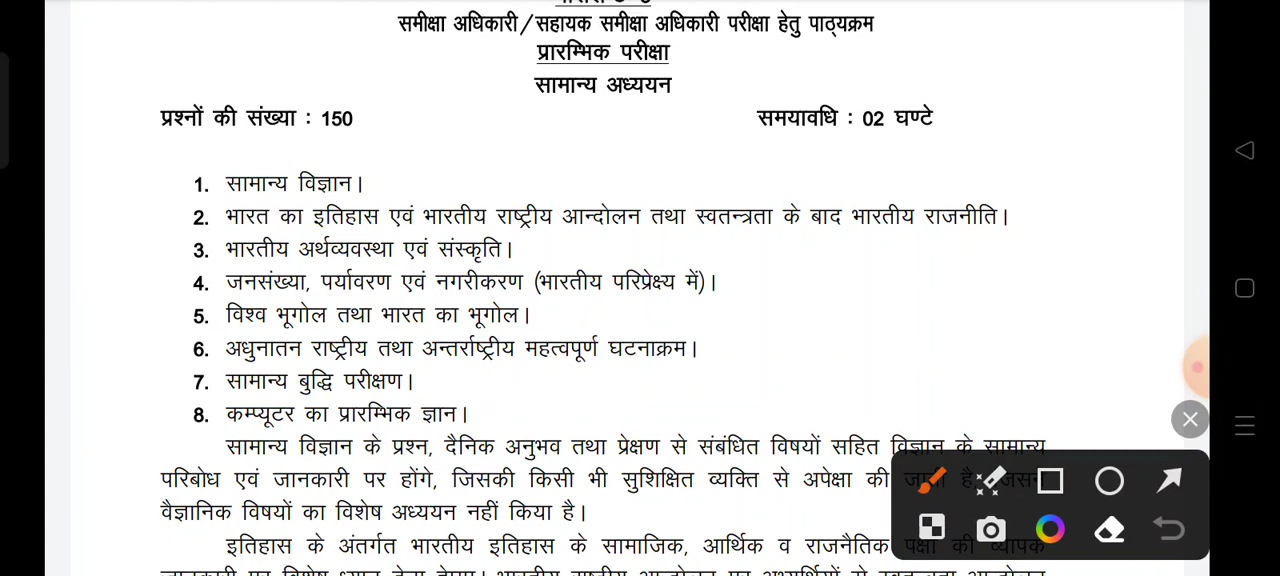 समीक्षा अधिकारी/सहायक समीक्षा अधिकारी परीक्षा हेतु पाठ्यक्रम
प्रारम्भिक परीक्षा
सामान्य अध्ययन
प्रश्नों की संख्या : 150 समयावधि : 02 घण्टे
1. सामान्य विज्ञान।
2. भारत का इतिहास एवं भारतीय राष्ट्रीय आन्दोलन तथा स्वतन्त्रता के बाद भारतीय राजनीति।
3. भारतीय अर्थव्यवस्था एवं संस्कृति।
4. जनसंख्या, पर्यावरण एवं नगरीकरण (भारतीय परिप्रेक्ष्य में)।
5. विश्व भूगोल तथा भारत का भूगोल।
6. अधुनातन राष्ट्रीय तथा अन्तर्राष्ट्रीय महत्वपूर्ण घटनाक्रम।
7. सामान्य बुद्धि परीक्षण।
8. कम्प्यूटर का प्रारम्भिक ज्ञान।
सामान्य विज्ञान के प्रश्न, दैनिक अनुभव तथा प्रेक्षण से संबंधित विषयों सहित विज्ञान के सामान्य
परिबोध एवं जानकारी पर होंगे, जिसकी किसी भी सुशिक्षित व्यक्ति से अपेक्षा की
वैज्ञानिक विषयों का विशेष अध्ययन नहीं किया है।
इतिहास के अंतर्गत भारतीय इतिहास के सामाजिक, आर्थिक व राजनैतिक